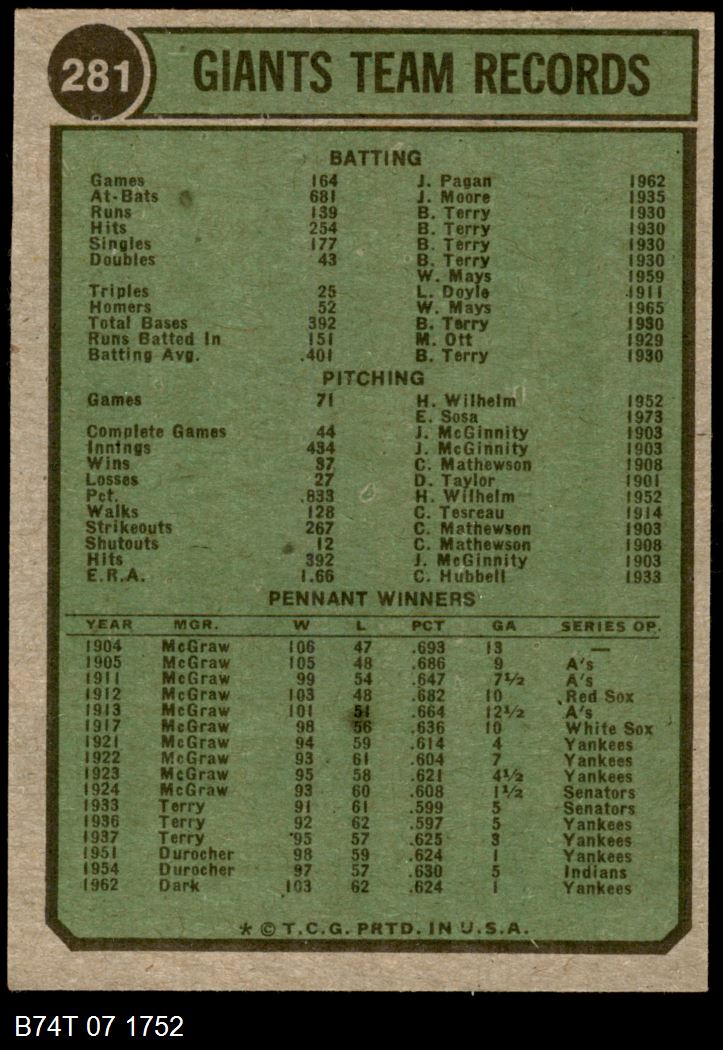 281 GIANTS TEAM RECORDS
BATTING
Games 164 J. Pagan 1962
At-Bats 681 J. Moore 1935
Runs 139 B. Terry 1930
Hits 254 B. Terry 1930
Singles 177 B. Terry 1930
Doubles 43 B. Terry 1930
W. Mays 1959
Triples 25 L. Doyle 1911
Homers 52 W. Mays 1965
Total Bases 392 B. Terry 1930
Runs Batted In 151 M. Ott 1929
Batting Avg. .401 B. Terry 1930
PITCHING
Games 71 H. Wilhelm 1952
E. Sosa 1973
Complete Games 44 J. McGinnity 1903
Innings 434 J. McGinnity 1903
Wins 37 C. Mathewson 1908
Losses 27 D. Taylor 1901
Pct. .833 H. Wilhelm 1952
Walks 128 C. Tesreau 1914
Strikeouts 267 C. Mathewson 1903
Shutouts 12 C. Mathewson 1908
Hits 392 J. McGinnity 1903
E.R.A. 1.66 C. Hubbell 1933
PENNANT WINNERS
YEAR MGR. W L PCT GA SERIES OP.
1904 McGraw 106 47 .693 13 —
1905 McGraw 105 48 .686 9 A's
1911 McGraw 99 54 .647 7½ A's
1912 McGraw 103 48 .682 10 Red Sox
1913 McGraw 101 51 .664 12½ A's
1917 McGraw 98 56 .636 10 White Sox
1921 McGraw 94 59 .614 4 Yankees
1922 McGraw 93 61 .604 7 Yankees
1923 McGraw 95 58 .621 4½ Yankees
1924 McGraw 93 60 .608 1½ Senators
1933 Terry 91 61 .599 5 Senators
1936 Terry 92 62 .597 5 Yankees
1937 Terry 95 57 .625 3 Yankees
1951 Durocher 98 59 .624 1 Yankees
1954 Durocher 97 57 .630 5 Indians
1962 Dark 103 62 .624 1 Yankees
* © T.C.G. PRTD. IN U.S.A.
B74T 07 1752